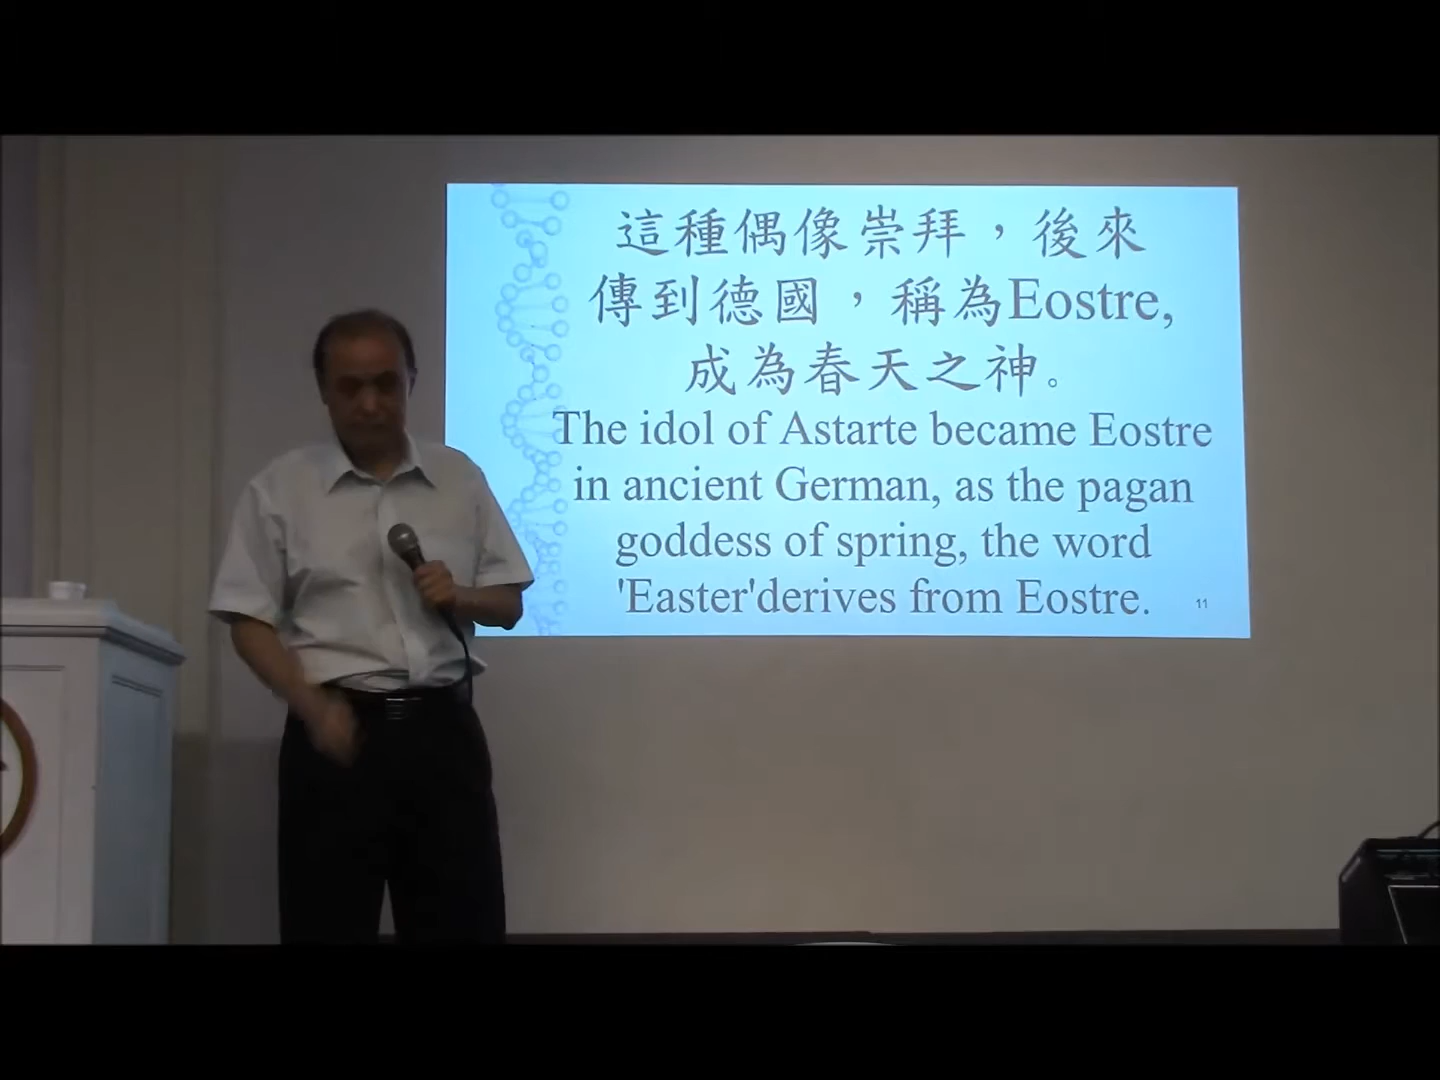 這種偶像崇拜，後來
傳到德國，稱為Eostre,
成為春天之神。
The idol of Astarte became Eostre
in ancient German, as the pagan
goddess of spring, the word
'Easter'derives from Eostre.
11